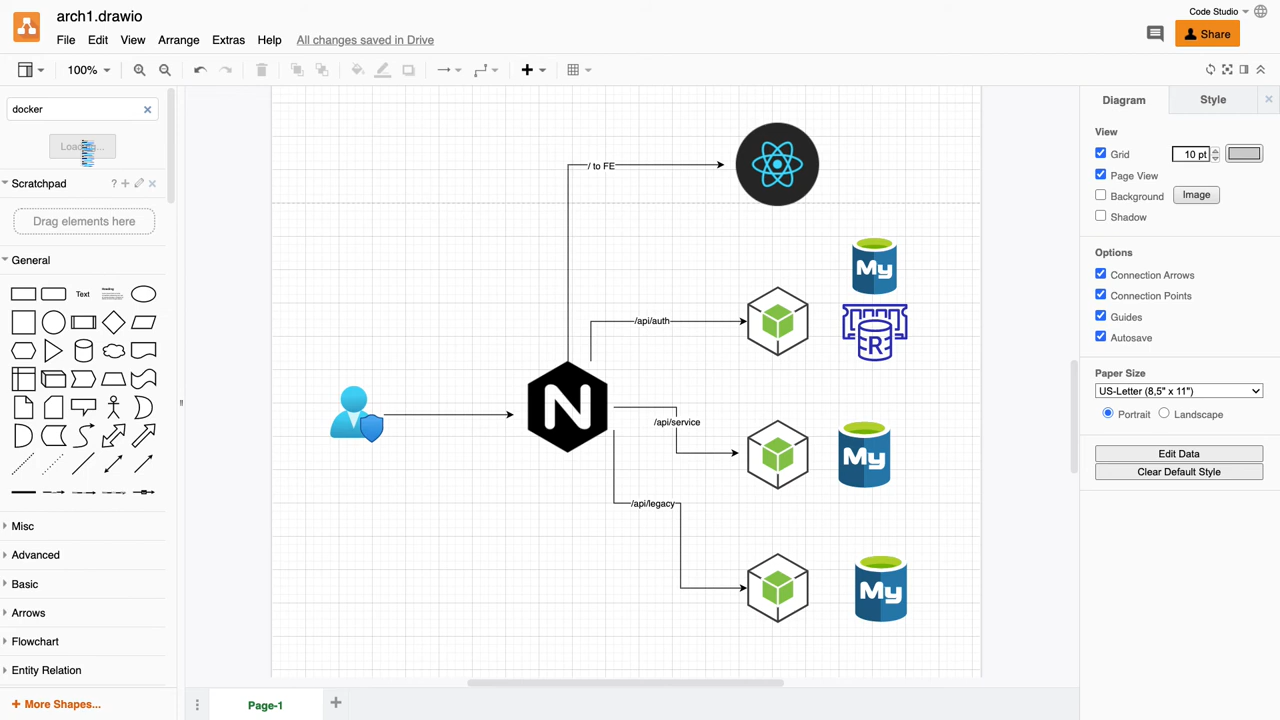 arch1.drawio
Code Studio
File Edit View Arrange Extras Help All changes saved in Drive
Share
100%
docker
Scratchpad
?
Drag elements here
General
Text
Heading
Misc
Advanced
Basic
Arrows
Flowchart
Entity Relation
More Shapes...
/ to FE
My
/api/auth
R
N
/api/service
My
/api/legacy
My
Page-1
Diagram Style
View
Grid 10 pt
Page View
Background Image
Shadow
Options
Connection Arrows
Connection Points
Guides
Autosave
Paper Size
US-Letter (8,5" x 11")
Portrait Landscape
Edit Data
Clear Default Style